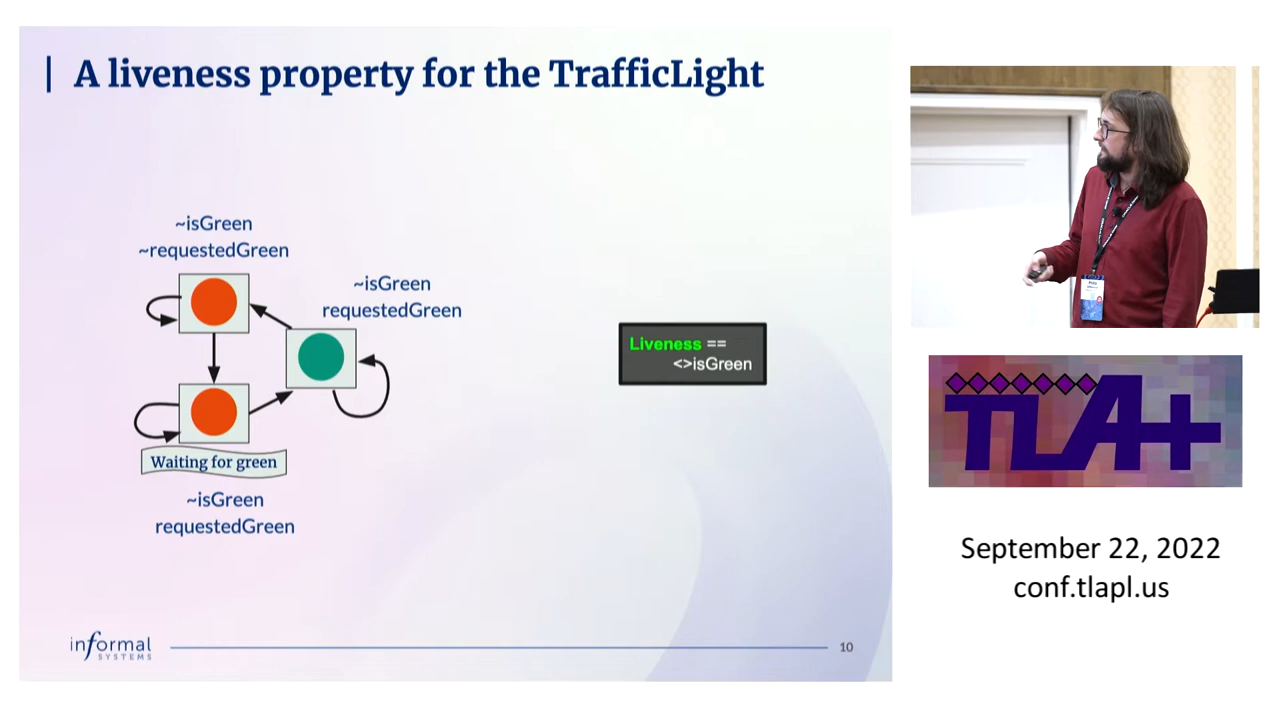 A liveness property for the TrafficLight
~isGreen
~requestedGreen
~isGreen
requestedGreen
Liveness ==
<>isGreen
Waiting for green
~isGreen
requestedGreen
informal
SYSTEMS
10
TLA+
September 22, 2022
conf.tlapl.us